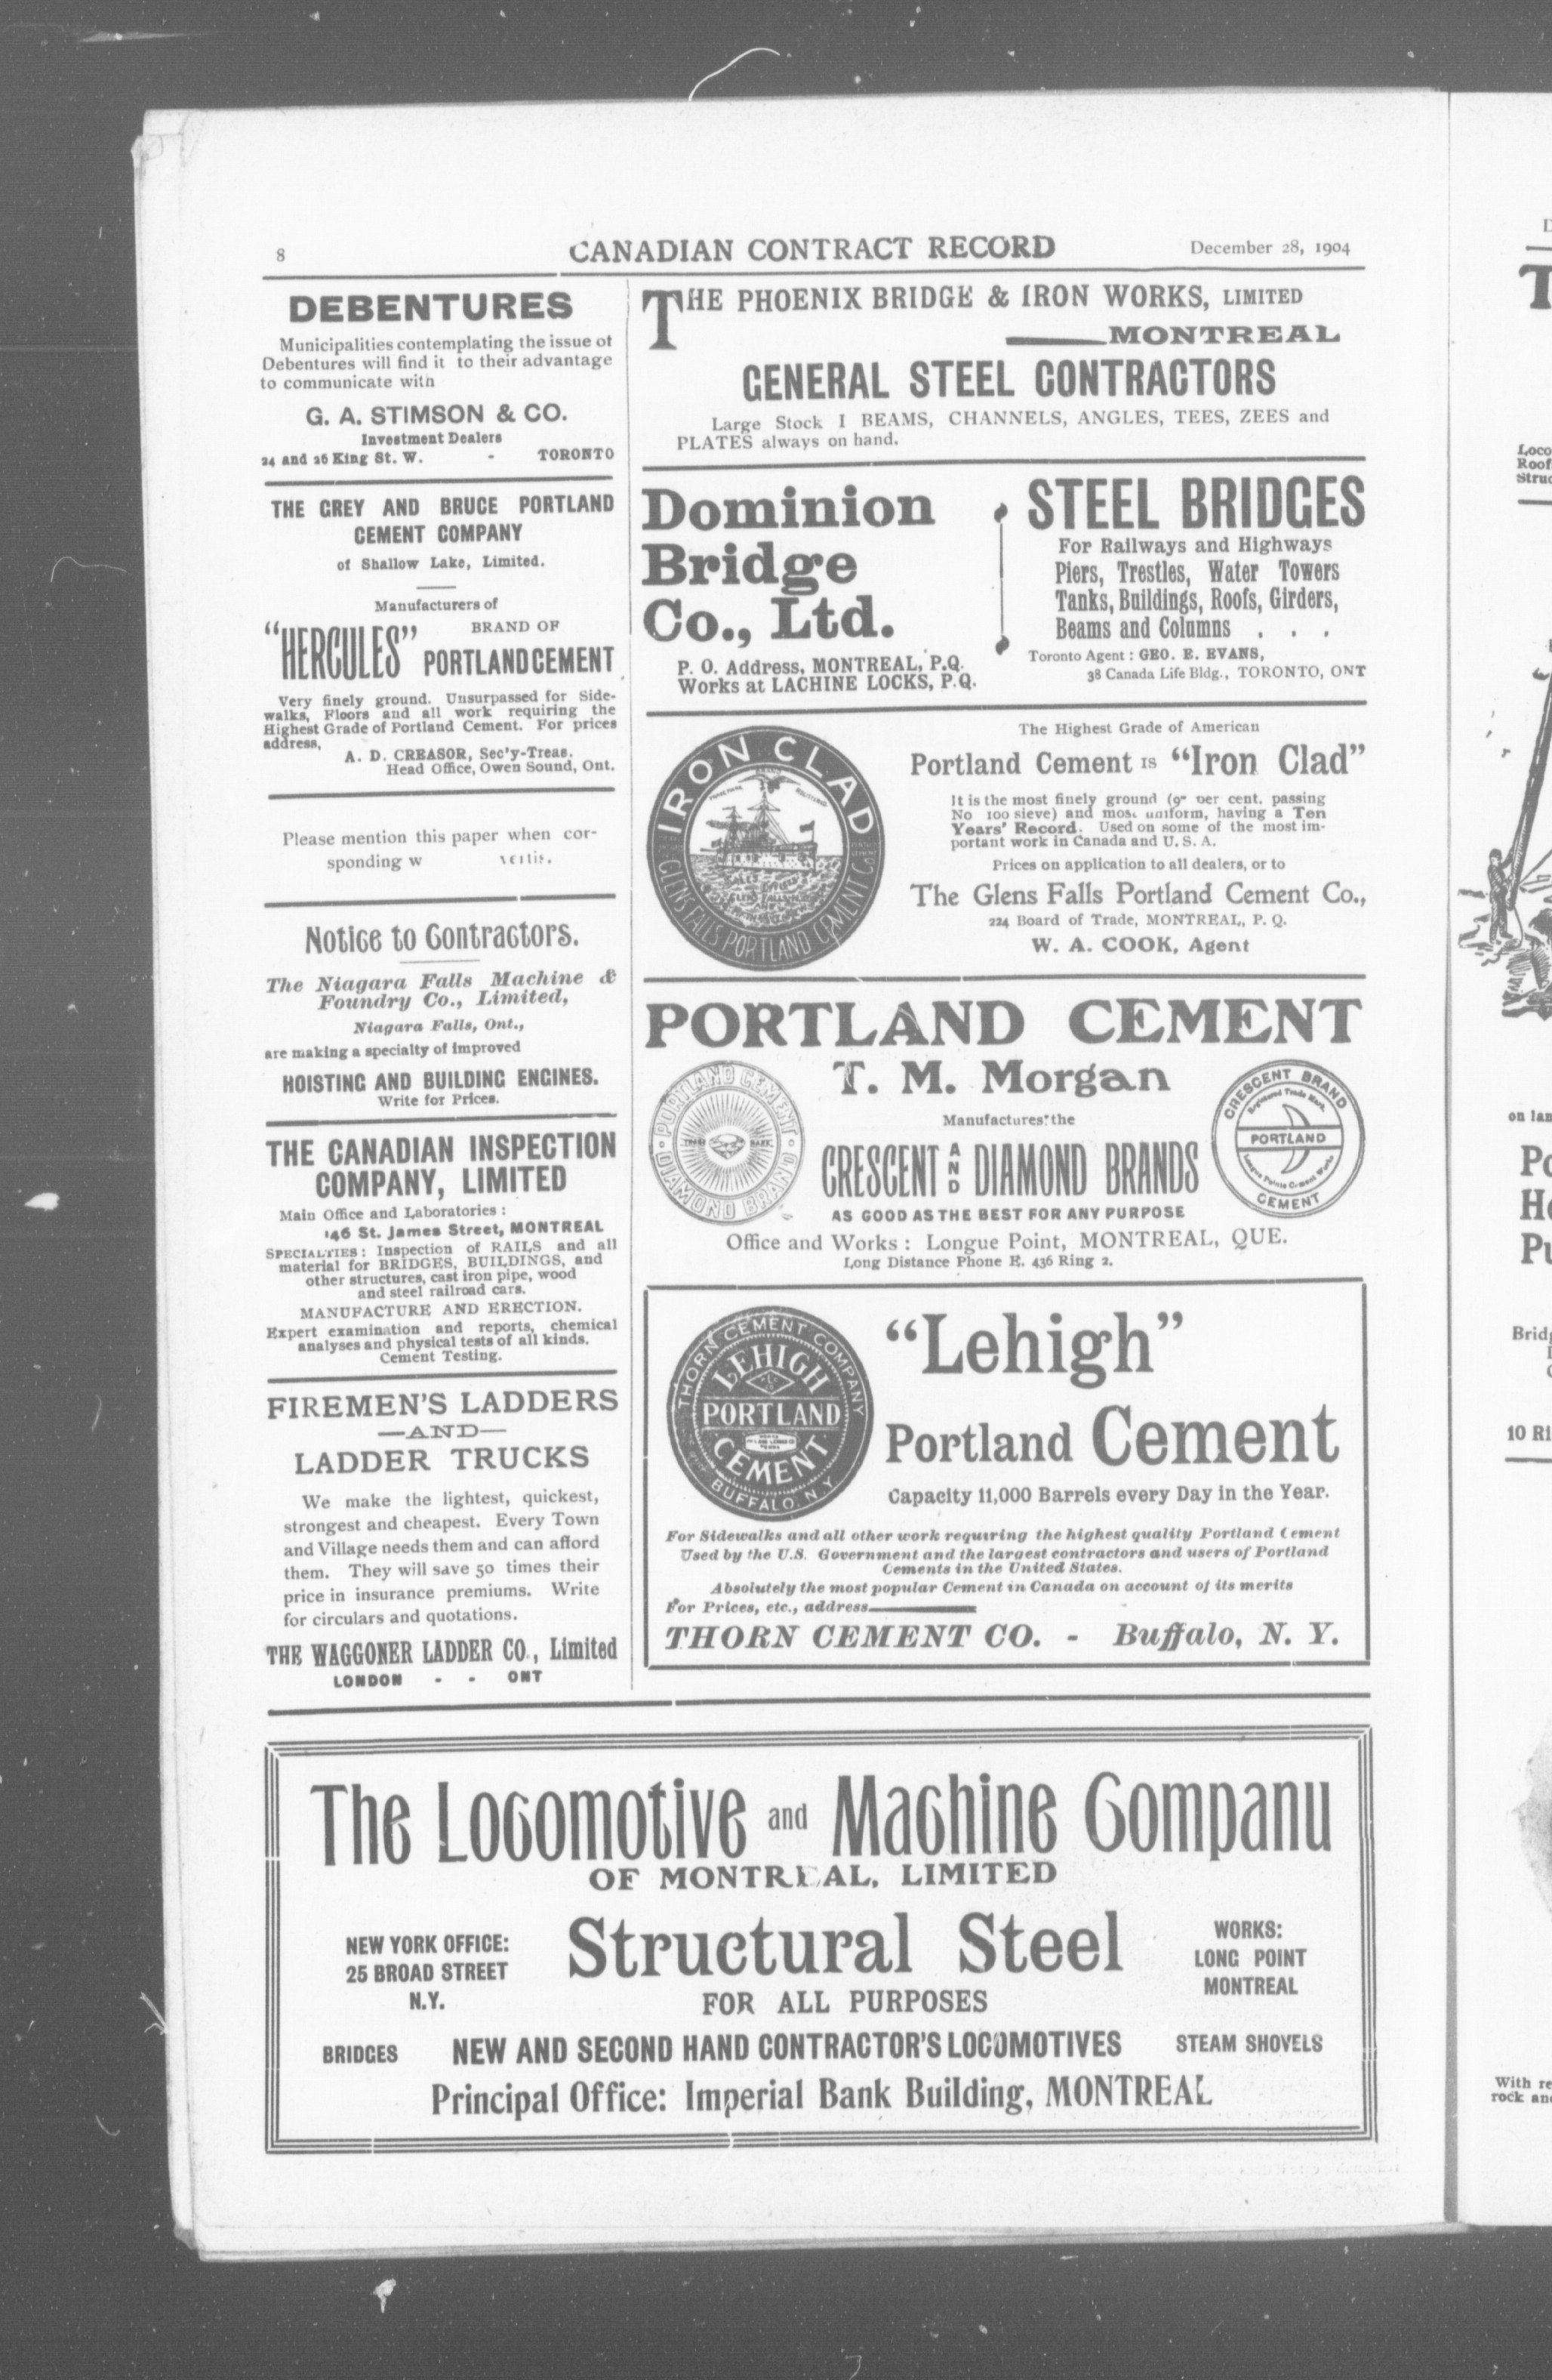 8
CANADIAN CONTRACT RECORD
December 28, 1904
DEBENTURES
Municipalities contemplating the issue of
Debentures will find it to their advantage
to communicate with
G. A. STIMSON & CO.
Investment Dealers
24 and 26 King St. W. - TORONTO
THE GREY AND BRUCE PORTLAND
CEMENT COMPANY
of Shallow Lake, Limited.
Manufacturers of
"HERCULES" BRAND OF
PORTLAND CEMENT
Very finely ground. Unsurpassed for Side-
walks, Floors and all work requiring the
Highest Grade of Portland Cement. For prices
address,
A. D. CREASOR, Sec'y-Treas.
Head Office, Owen Sound, Ont.
Please mention this paper when cor-
sponding w
Notice to Contractors.
The Niagara Falls Machine &
Foundry Co., Limited,
Niagara Falls, Ont.,
are making a specialty of improved
HOISTING AND BUILDING ENGINES.
Write for Prices.
THE CANADIAN INSPECTION
COMPANY, LIMITED
Main Office and Laboratories :
146 St. James Street, MONTREAL
SPECIALTIES : Inspection of RAILS and all
material for BRIDGES, BUILDINGS, and
other structures, cast iron pipe, wood
and steel railroad cars.
MANUFACTURE AND ERECTION.
Expert examination and reports, chemical
analyses and physical tests of all kinds.
Cement Testing.
FIREMEN'S LADDERS
—AND—
LADDER TRUCKS
We make the lightest, quickest,
strongest and cheapest. Every Town
and Village needs them and can afford
them. They will save 50 times their
price in insurance premiums. Write
for circulars and quotations.
THE WAGGONER LADDER CO., Limited
LONDON - - ONT
THE PHOENIX BRIDGE & IRON WORKS, LIMITED
MONTREAL
GENERAL STEEL CONTRACTORS
Large Stock I BEAMS, CHANNELS, ANGLES, TEES, ZEES and
PLATES always on hand.
Dominion
Bridge
Co., Ltd.
P. O. Address, MONTREAL, P.Q.
Works at LACHINE LOCKS, P.Q.
STEEL BRIDGES
For Railways and Highways
Piers, Trestles, Water Towers
Tanks, Buildings, Roofs, Girders,
Beams and Columns . . .
Toronto Agent : GEO. E. EVANS,
38 Canada Life Bldg., TORONTO, ONT
IRON CLAD
GLENS FALLS PORTLAND CEMENT CO
The Highest Grade of American
Portland Cement IS "Iron Clad"
It is the most finely ground per cent. passing
No 100 sieve) and most uniform, having a Ten
Years' Record. Used on some of the most im-
portant work in Canada and U. S. A.
Prices on application to all dealers, or to
The Glens Falls Portland Cement Co.,
224 Board of Trade, MONTREAL, P. Q.
W. A. COOK, Agent
PORTLAND CEMENT
T. M. Morgan
Manufactures the
CRESCENT AND DIAMOND BRANDS
AS GOOD AS THE BEST FOR ANY PURPOSE
Office and Works : Longue Point, MONTREAL, QUE.
Long Distance Phone E. 436 Ring 2.
PORTLAND CEMENT
TRADE MARK
DIAMOND BRAND
CRESCENT BRAND
Registered Trade Mark.
PORTLAND
Longue Pointe Cement Works
CEMENT
THORN CEMENT COMPANY
LEHIGH
PORTLAND
CEMENT
BUFFALO. N.Y
"Lehigh"
Portland Cement
Capacity 11,000 Barrels every Day in the Year.
For Sidewalks and all other work requiring the highest quality Portland Cement
Used by the U.S. Government and the largest contractors and users of Portland
Cements in the United States.
Absolutely the most popular Cement in Canada on account of its merits
For Prices, etc., address
THORN CEMENT CO. - Buffalo, N. Y.
The Locomotive and Machine Company
OF MONTREAL, LIMITED
NEW YORK OFFICE:
25 BROAD STREET
N.Y.
Structural Steel
FOR ALL PURPOSES
WORKS:
LONG POINT
MONTREAL
BRIDGES NEW AND SECOND HAND CONTRACTOR'S LOCOMOTIVES STEAM SHOVELS
Principal Office: Imperial Bank Building, MONTREAL